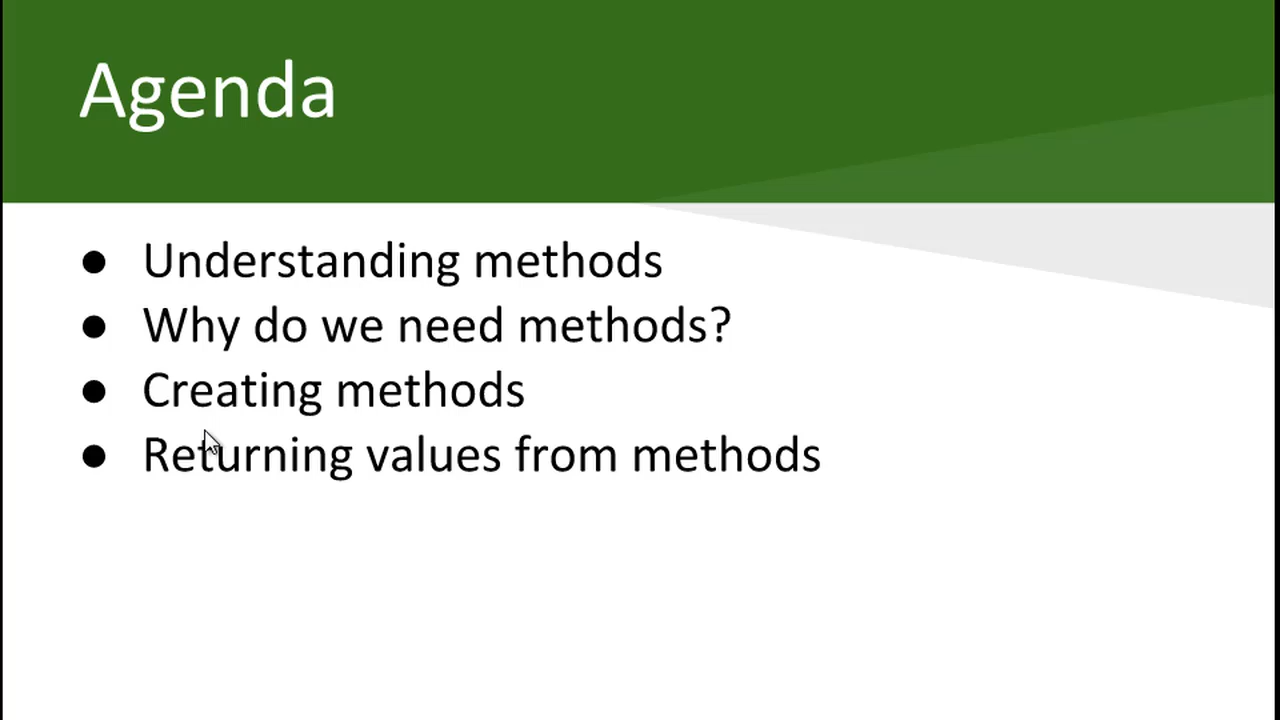 Agenda
● Understanding methods
● Why do we need methods?
● Creating methods
● Returning values from methods